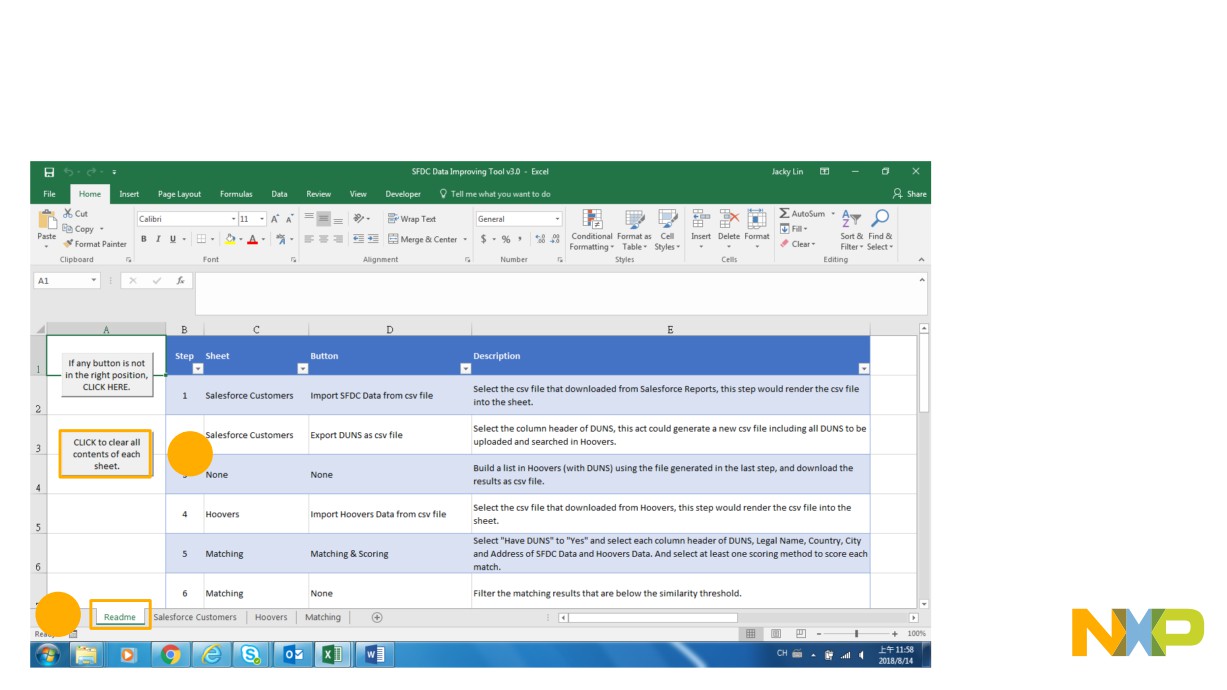 SFDC Data Improving Tool v3.0 - Excel
Jacky Lin
File Home Insert Page Layout Formulas Data Review View Developer Tell me what you want to do
Share
Cut
Copy
Format Painter
Paste
Clipboard
Calibri 11
B I U
Font
Wrap Text
Merge & Center
Alignment
General
$ % ,
Number
Conditional Formatting
Format as Table
Cell Styles
Styles
Insert Delete Format
Cells
AutoSum
Fill
Clear
Sort & Filter
Find & Select
Editing
A1
fx
A B C D E
1
If any button is not
in the right position,
CLICK HERE.
Step Sheet Button Description
2
1 Salesforce Customers Import SFDC Data from csv file
Select the csv file that downloaded from Salesforce Reports, this step would render the csv file
into the sheet.
3
CLICK to clear all
contents of each
sheet.
Salesforce Customers Export DUNS as csv file
Select the column header of DUNS, this act could generate a new csv file including all DUNS to be
uploaded and searched in Hoovers.
4
None None
Build a list in Hoovers (with DUNS) using the file generated in the last step, and download the
results as csv file.
5
4 Hoovers Import Hoovers Data from csv file
Select the csv file that downloaded from Hoovers, this step would render the csv file into the
sheet.
6
5 Matching Matching & Scoring
Select "Have DUNS" to "Yes" and select each column header of DUNS, Legal Name, Country, City
and Address of SFDC Data and Hoovers Data. And select at least one scoring method to score each
match.
6 Matching None Filter the matching results that are below the similarity threshold.
Readme Salesforce Customers Hoovers Matching
100%
CH
上午 11:58
2018/8/14
NXP